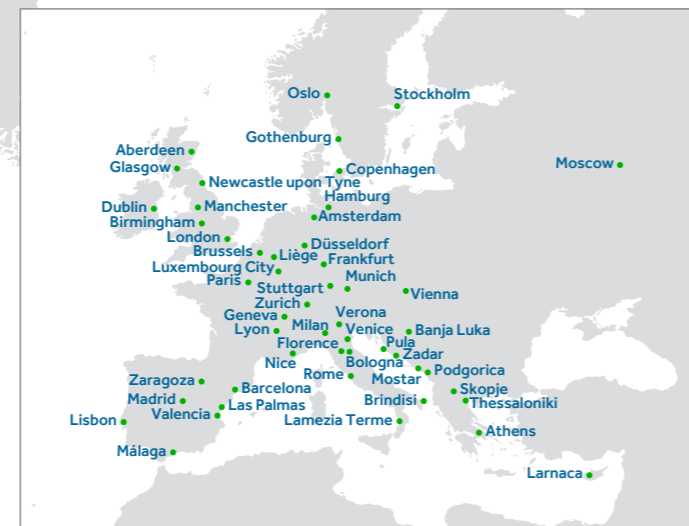 Oslo
Stockholm
Gothenburg
Aberdeen
Moscow
Glasgow
Copenhagen
Newcastle upon Tyne
Hamburg
Dublin
Manchester
Amsterdam
Birmingham
London
Düsseldorf
Brussels
Liège
Frankfurt
Luxembourg City
Munich
Paris
Stuttgart
Vienna
Zurich
Geneva
Verona
Lyon
Milan
Venice
Banja Luka
Florence
Pula
Zadar
Nice
Bologna
Rome
Mostar
Podgorica
Zaragoza
Barcelona
Skopje
Madrid
Las Palmas
Brindisi
Thessaloniki
Valencia
Lisbon
Lamezia Terme
Athens
Málaga
Larnaca